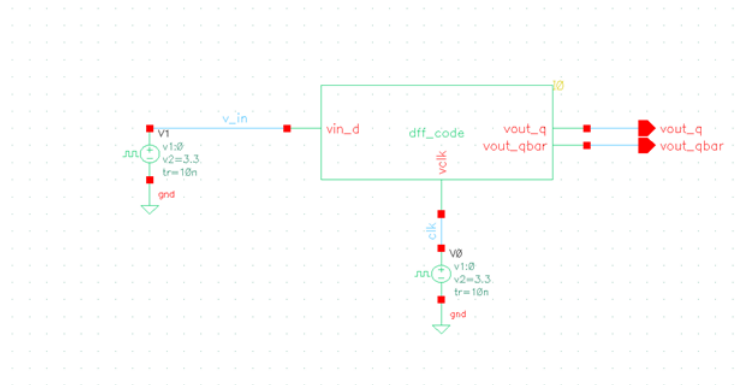 I0
v_in
V1
v1:0
v2=3.3
tr=10n
gnd
vin_d
dff_code
vout_q
vout_qbar
vclk
vout_q
vout_qbar
clk
V0
v1:0
v2=3.3
tr=10n
gnd